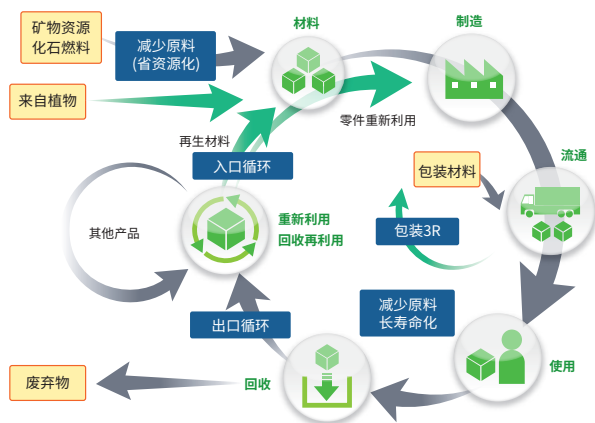 矿物资源
化石燃料
减少原料
(省资源化)
材料
制造
来自植物
再生材料
零件重新利用
入口循环
流通
包装材料
其他产品
重新利用
回收再利用
包装3R
减少原料
长寿命化
出口循环
使用
废弃物
回收